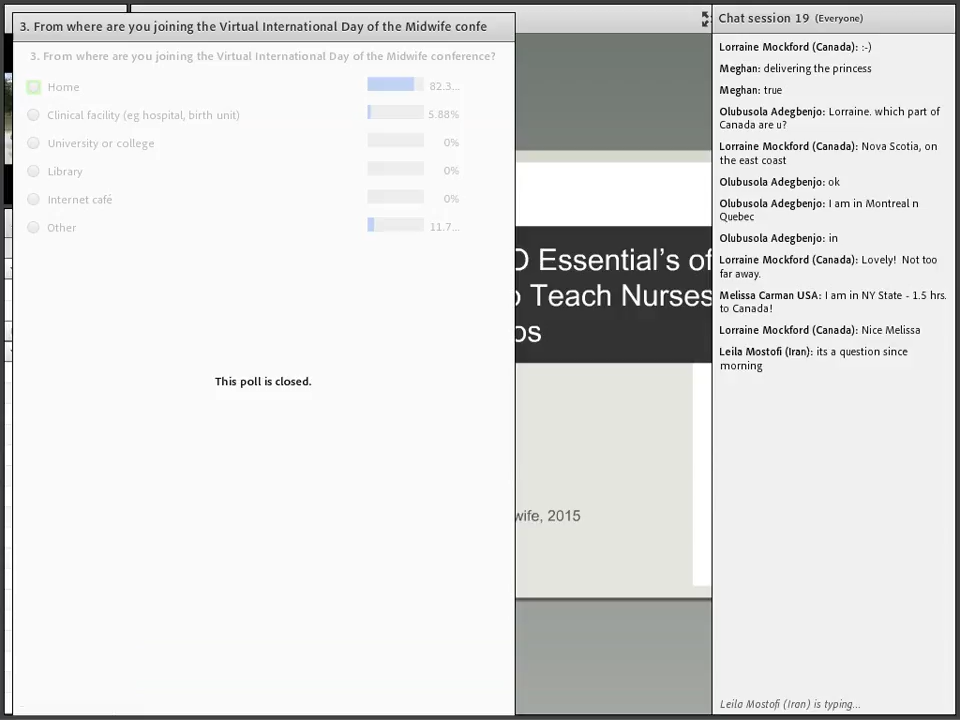 3. From where are you joining the Virtual International Day of the Midwife confe
3. From where are you joining the Virtual International Day of the Midwife conference?
Home 82.3...
Clinical facility (eg hospital, birth unit) 5.88%
University or college 0%
Library 0%
Internet café 0%
Other 11.7...
This poll is closed.
Essential's of
Teach Nurses
wife, 2015
Chat session 19 (Everyone)
Lorraine Mockford (Canada): :-)
Meghan: delivering the princess
Meghan: true
Olubusola Adegbenjo: Lorraine. which part of
Canada are u?
Lorraine Mockford (Canada): Nova Scotia, on
the east coast
Olubusola Adegbenjo: ok
Olubusola Adegbenjo: I am in Montreal n
Quebec
Olubusola Adegbenjo: in
Lorraine Mockford (Canada): Lovely! Not too
far away.
Melissa Carman USA: I am in NY State - 1.5 hrs.
to Canada!
Lorraine Mockford (Canada): Nice Melissa
Leila Mostofi (Iran): its a question since
morning
Leila Mostofi (Iran) is typing...